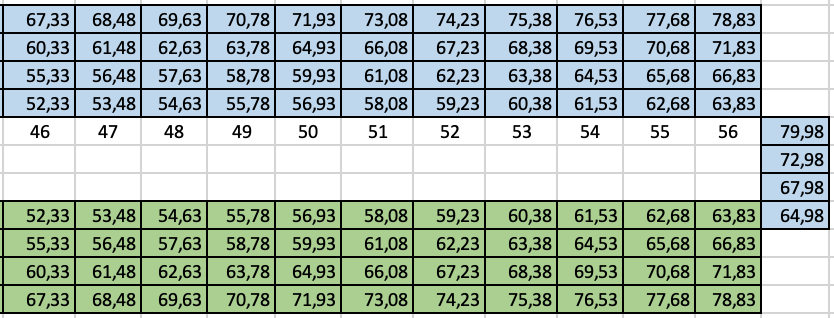 67,33 68,48 69,63 70,78 71,93 73,08 74,23 75,38 76,53 77,68 78,83
60,33 61,48 62,63 63,78 64,93 66,08 67,23 68,38 69,53 70,68 71,83
55,33 56,48 57,63 58,78 59,93 61,08 62,23 63,38 64,53 65,68 66,83
52,33 53,48 54,63 55,78 56,93 58,08 59,23 60,38 61,53 62,68 63,83
46 47 48 49 50 51 52 53 54 55 56 79,98
72,98
67,98
52,33 53,48 54,63 55,78 56,93 58,08 59,23 60,38 61,53 62,68 63,83 64,98
55,33 56,48 57,63 58,78 59,93 61,08 62,23 63,38 64,53 65,68 66,83
60,33 61,48 62,63 63,78 64,93 66,08 67,23 68,38 69,53 70,68 71,83
67,33 68,48 69,63 70,78 71,93 73,08 74,23 75,38 76,53 77,68 78,83